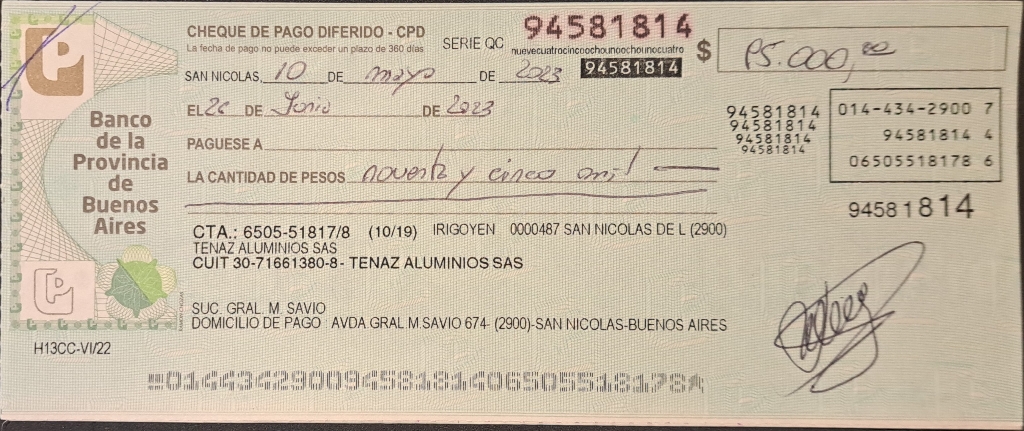 CHEQUE DE PAGO DIFERIDO - CPD
La fecha de pago no puede exceder un plazo de 360 días
SERIE QC 94581814
nuevecuatrocincoochounoochounocuatro
94581814
$ 95.000,00
SAN NICOLAS, 10 DE mayo DE 2023
EL 26 DE Junio DE 2023
PAGUESE A
LA CANTIDAD DE PESOS noventa y cinco mil
94581814
94581814
94581814
94581814
014-434-2900 7
94581814 4
06505518178 6
94581814
Banco
de la
Provincia
de
Buenos
Aires
CTA.: 6505-51817/8 (10/19) IRIGOYEN 0000487 SAN NICOLAS DE L (2900)
TENAZ ALUMINIOS SAS
CUIT 30-71661380-8- TENAZ ALUMINIOS SAS
SUC. GRAL. M. SAVIO
DOMICILIO DE PAGO : AVDA GRAL M SAVIO 674- (2900)-SAN NICOLAS-BUENOS AIRES
H13CC-VI/22
01443429009458181406505518178